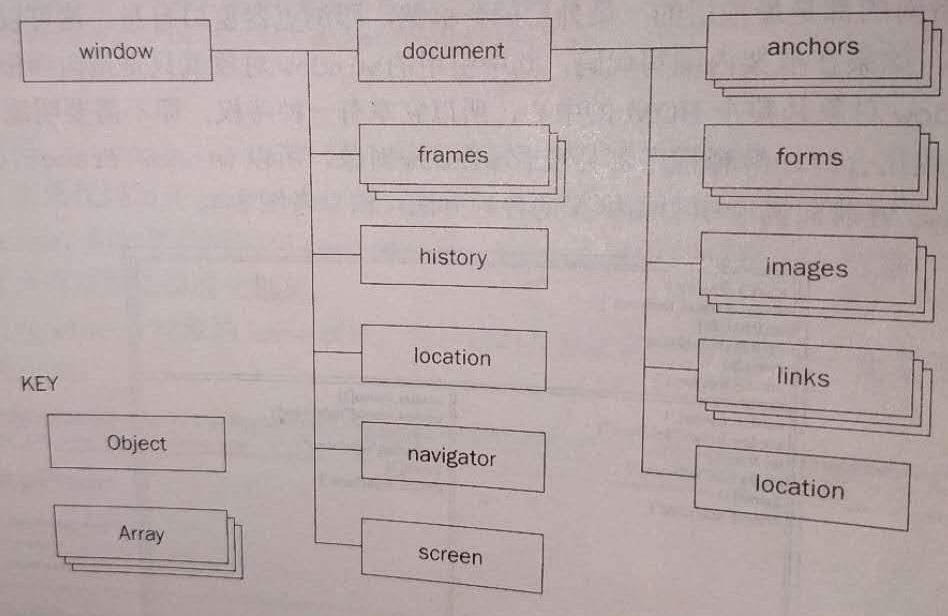 window
document
anchors
frames
forms
history
images
location
links
KEY
Object
navigator
location
Array
screen